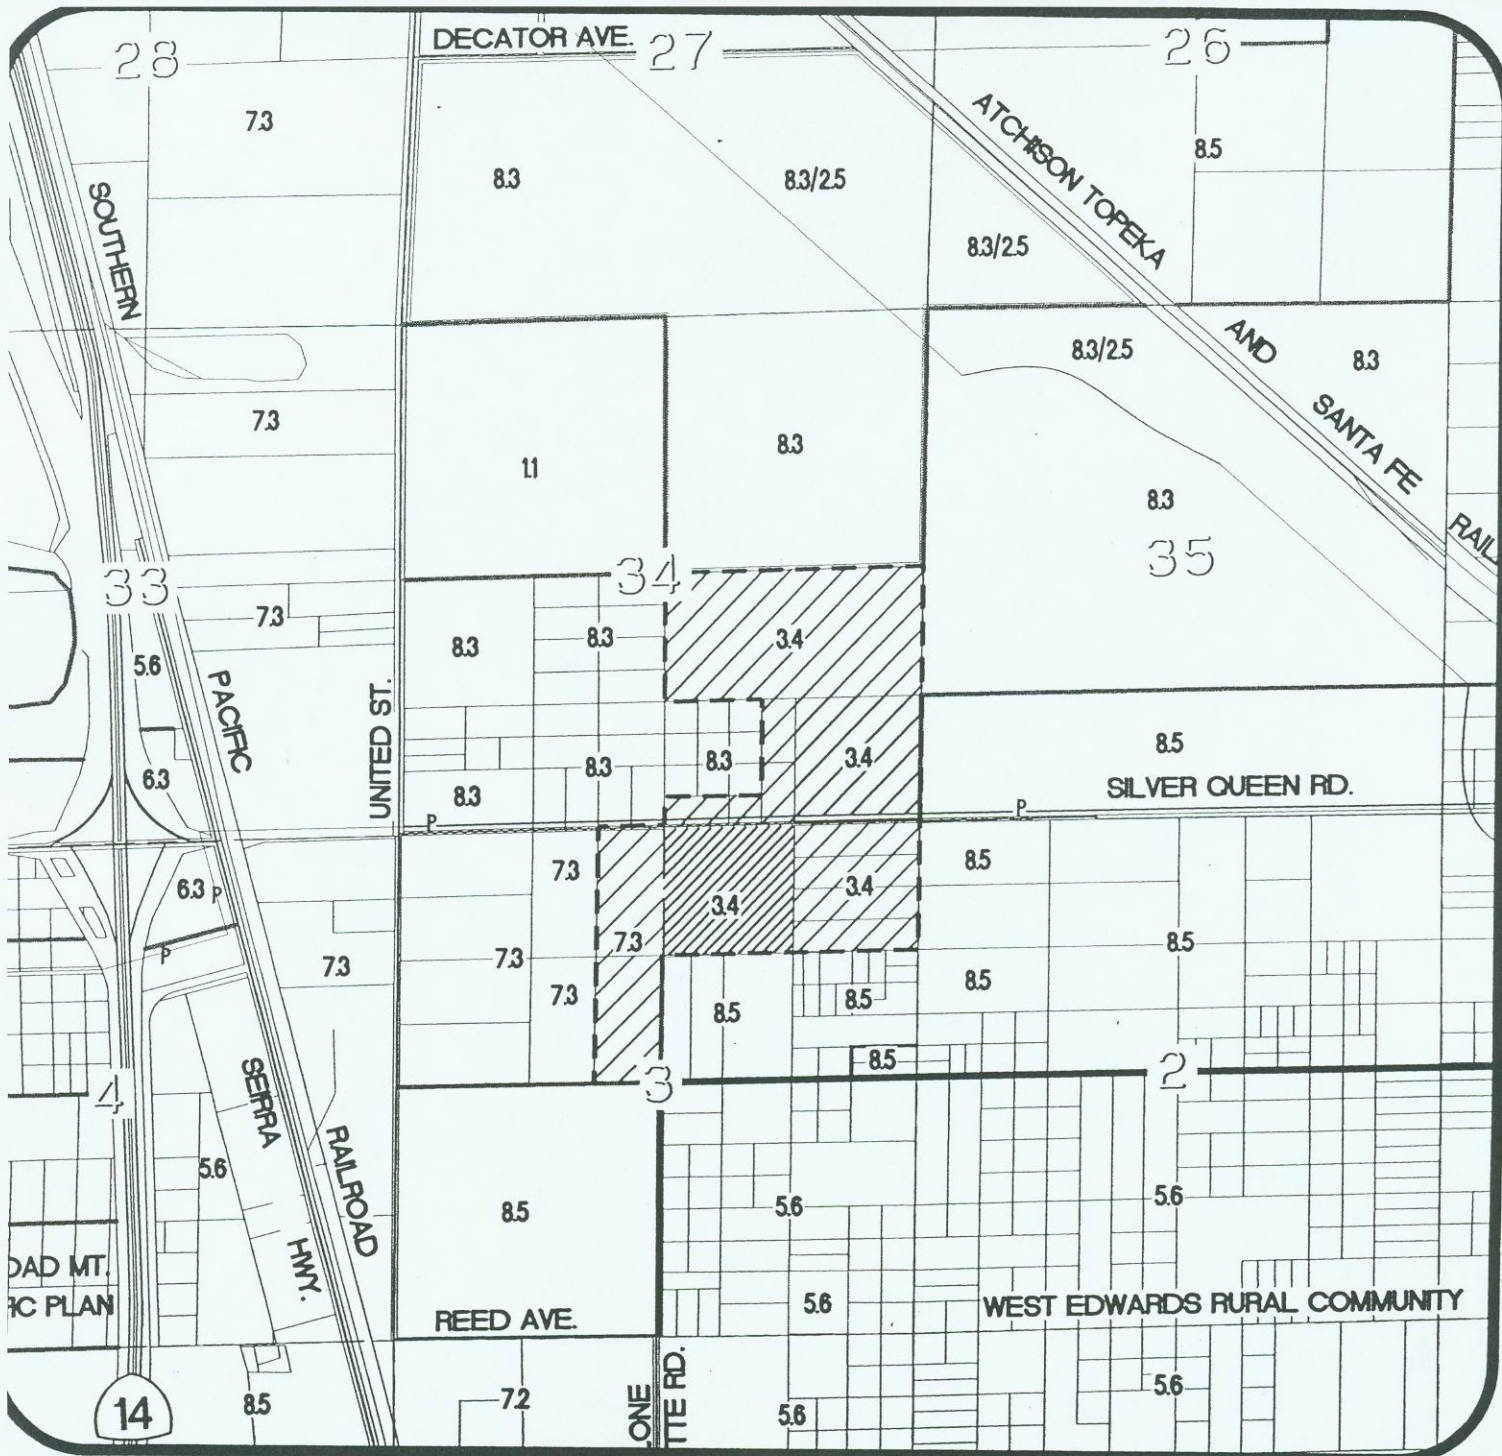 DECATOR AVE.
28
27
26
7.3
8.3
8.3/2.5
8.5
ATCHISON TOPEKA
8.3/2.5
SOUTHERN
AND
8.3/2.5
8.3
SANTA FE
7.3
1.1
8.3
8.3
RAIL
33
34
35
7.3
8.3
8.3
3.4
5.6
PACIFIC
UNITED ST.
8.3
8.3
8.3
3.4
8.5
6.3
SILVER QUEEN RD.
P
P
6.3
P
7.3
3.4
3.4
8.5
P
7.3
7.3
7.3
7.3
8.5
8.5
8.5
8.5
8.5
8.5
4
3
2
SEIRRA
HWY.
RAILROAD
5.6
8.5
5.6
5.6
OAD MT.
IC PLAN
REED AVE.
5.6
WEST EDWARDS RURAL COMMUNITY
14
8.5
7.2
LONE
TTE RD.
5.6
5.6